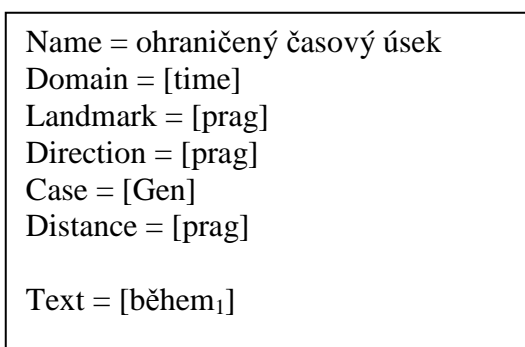 Name = ohraničený časový úsek
Domain = [time]
Landmark = [prag]
Direction = [prag]
Case = [Gen]
Distance = [prag]
Text = [během₁]